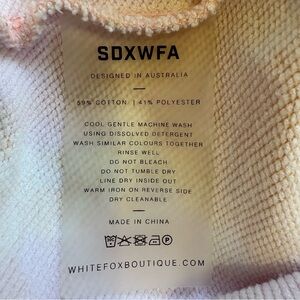 SDXWFA
DESIGNED IN AUSTRALIA
59% COTTON | 41% POLYESTER
COOL GENTLE MACHINE WASH
USING DISSOLVED DETERGENT
WASH SIMILAR COLOURS TOGETHER
RINSE WELL
DO NOT BLEACH
DO NOT TUMBLE DRY
LINE DRY INSIDE OUT
WARM IRON ON REVERSE SIDE
DRY CLEANABLE
MADE IN CHINA
WHITEFOXBOUTIQUE.COM